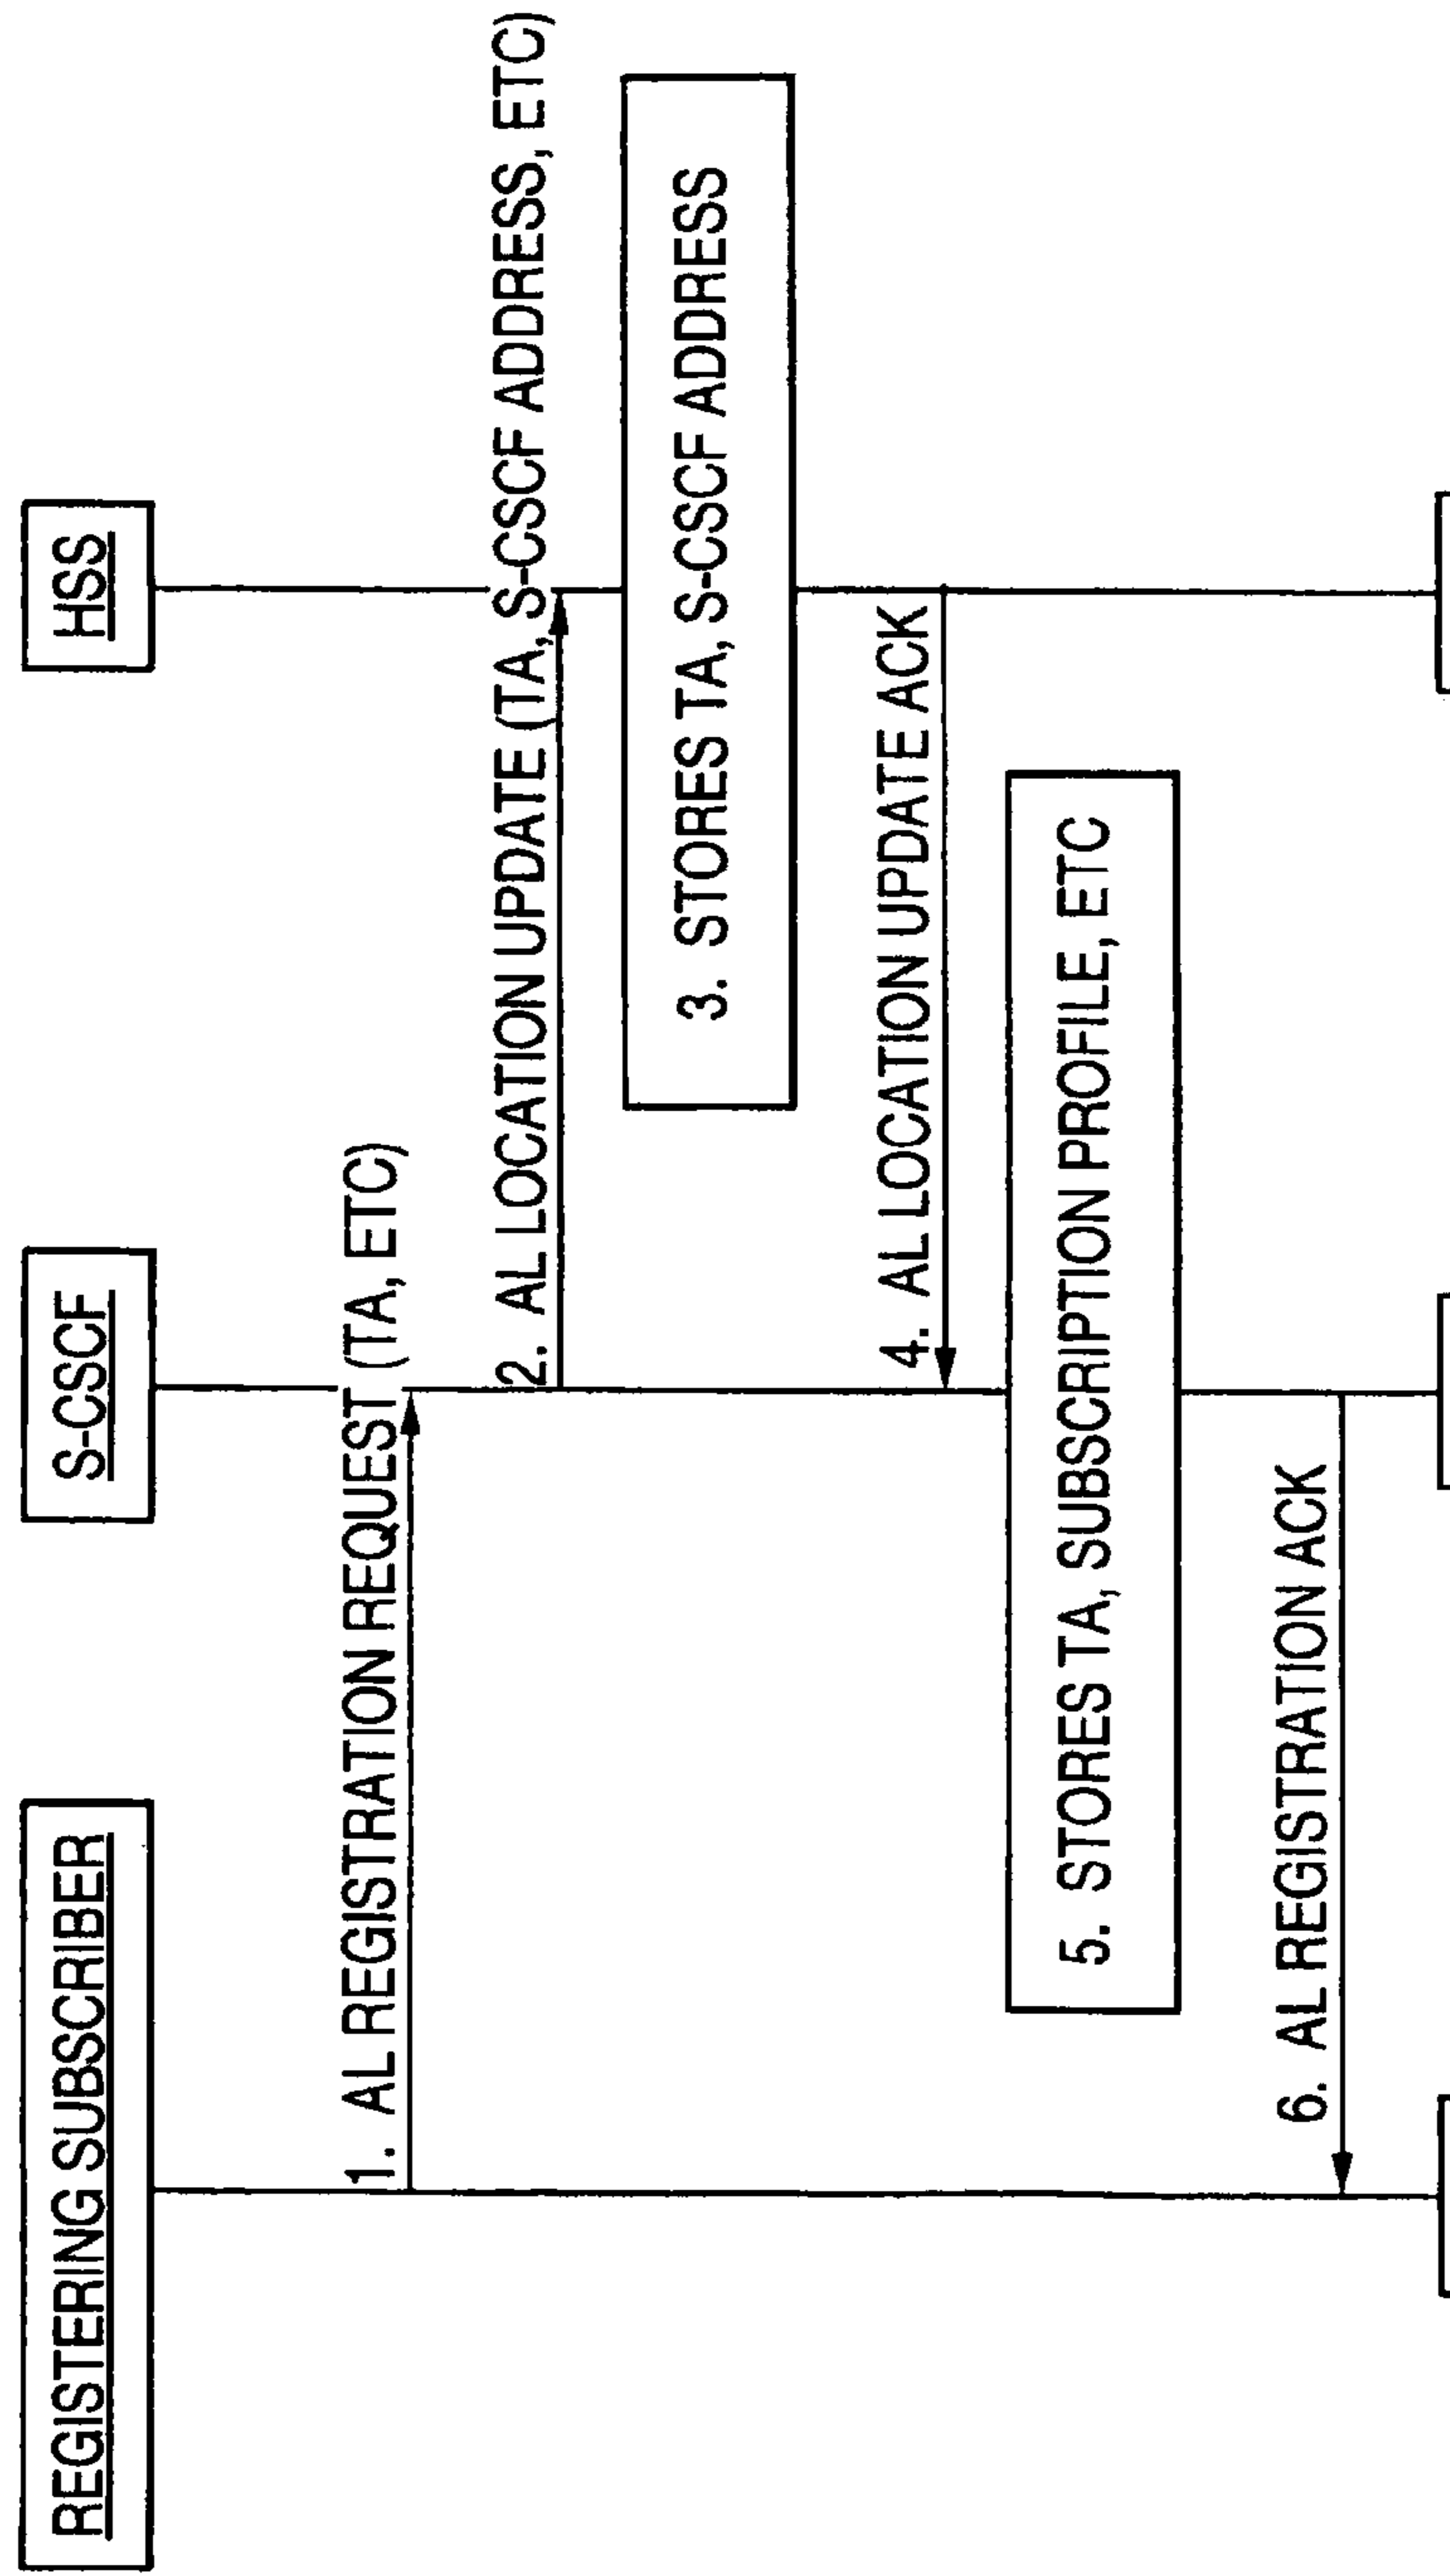 REGISTERING SUBSCRIBER
S-CSCF
HSS
1. AL REGISTRATION REQUEST (TA, ETC)
2. AL LOCATION UPDATE (TA, S-CSCF ADDRESS, ETC)
3. STORES TA, S-CSCF ADDRESS
4. AL LOCATION UPDATE ACK
5. STORES TA, SUBSCRIPTION PROFILE, ETC
6. AL REGISTRATION ACK